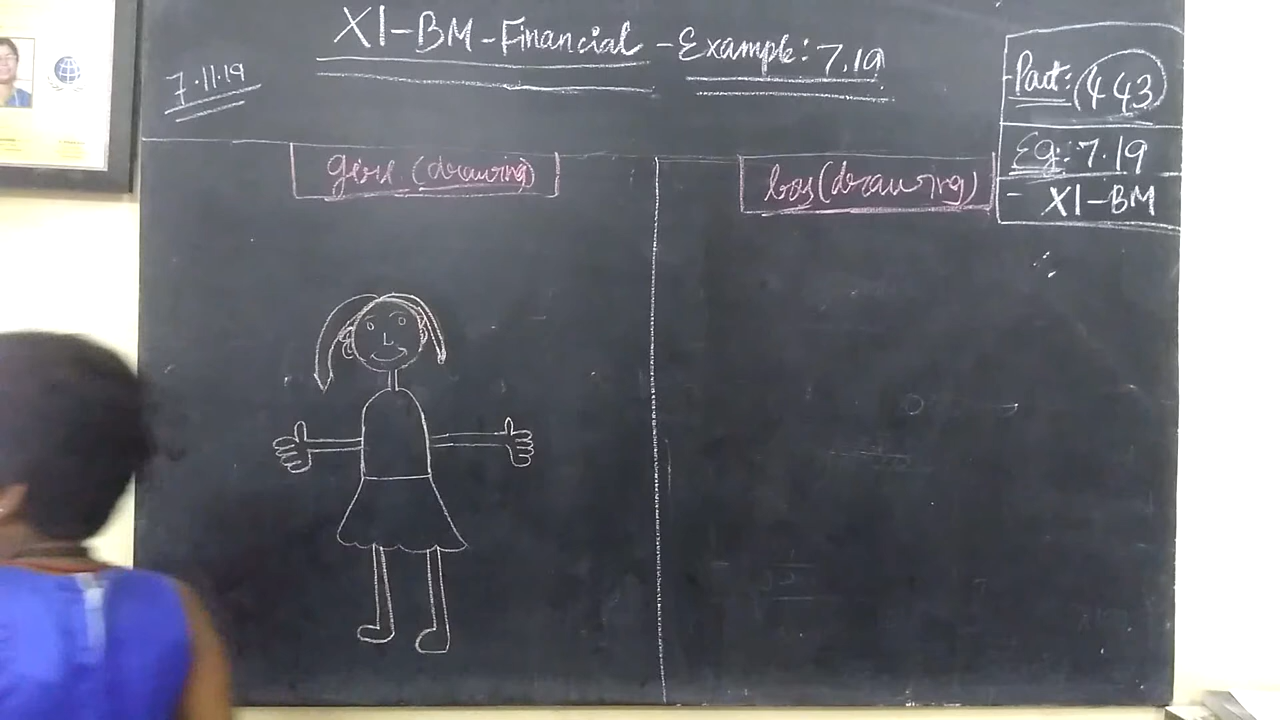 XI-BM-Financial - Example: 7.19
7.11.19
Part: 443
Eg: 7.19
- XI-BM
girl (drawing)
boy (drawing)